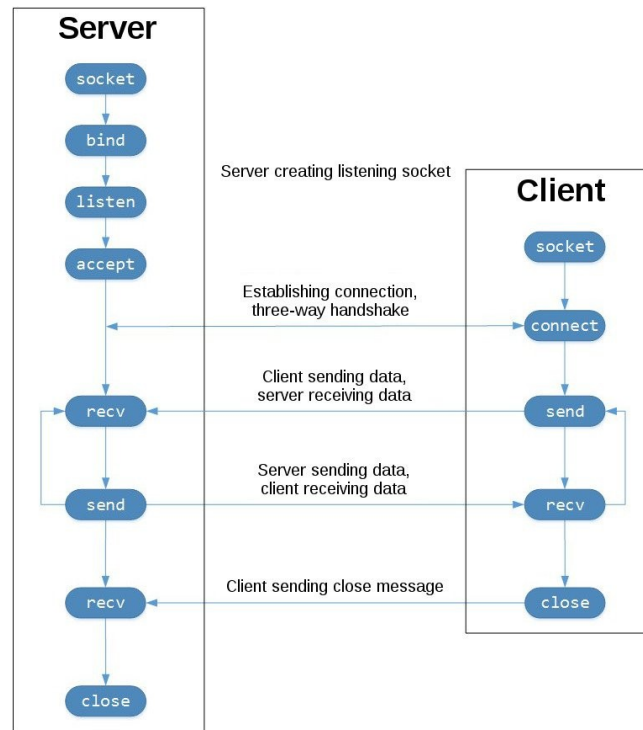 Server
socket
bind
listen
accept
recv
send
recv
close
Server creating listening socket
Establishing connection,
three-way handshake
Client sending data,
server receiving data
Server sending data,
client receiving data
Client sending close message
Client
socket
connect
send
recv
close